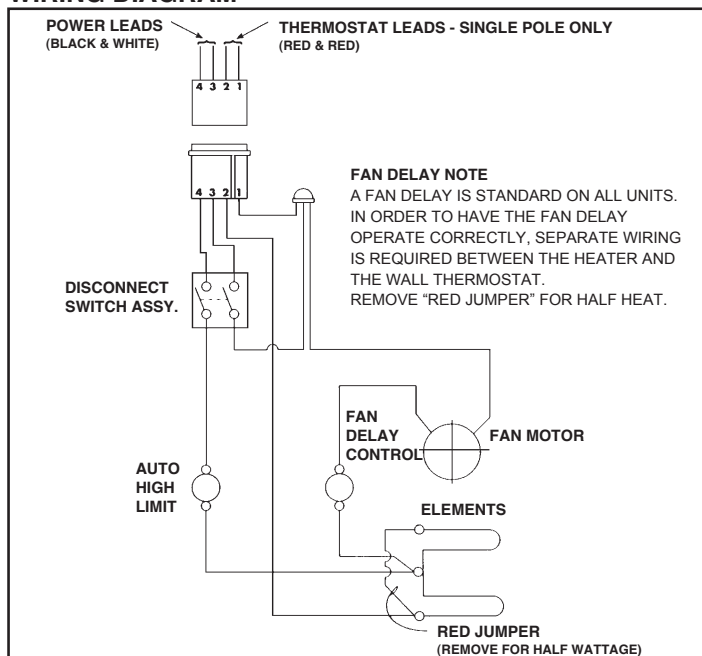 WIRING DIAGRAM
POWER LEADS
(BLACK & WHITE)
THERMOSTAT LEADS - SINGLE POLE ONLY
(RED & RED)
4 3 2 1
4 3 2 1
FAN DELAY NOTE
A FAN DELAY IS STANDARD ON ALL UNITS.
IN ORDER TO HAVE THE FAN DELAY
OPERATE CORRECTLY, SEPARATE WIRING
IS REQUIRED BETWEEN THE HEATER AND
THE WALL THERMOSTAT.
REMOVE “RED JUMPER” FOR HALF HEAT.
DISCONNECT
SWITCH ASSY.
FAN
DELAY
CONTROL
FAN MOTOR
AUTO
HIGH
LIMIT
ELEMENTS
RED JUMPER
(REMOVE FOR HALF WATTAGE)